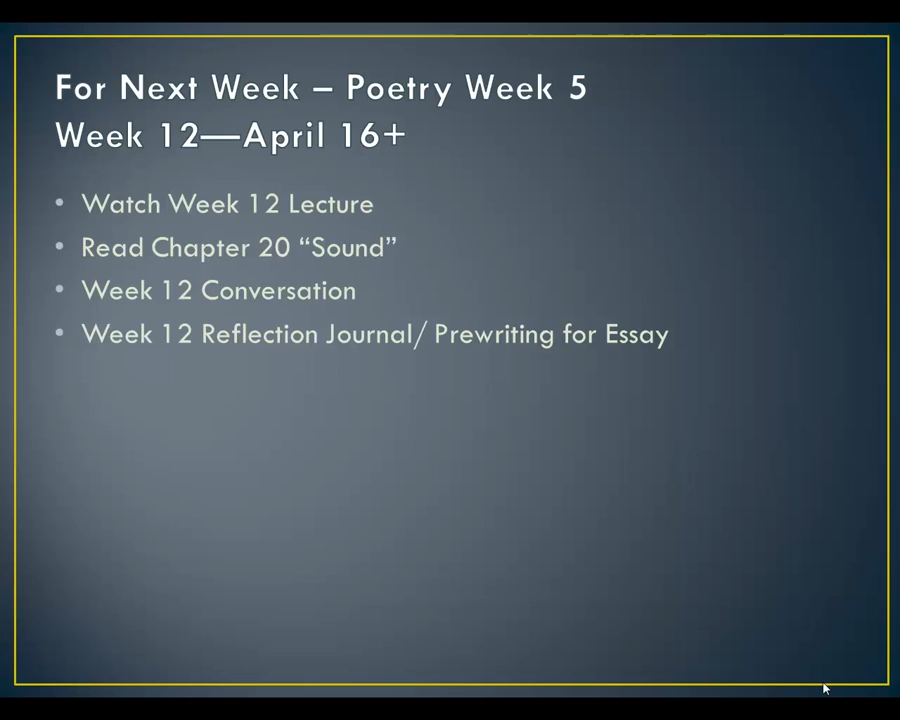 For Next Week – Poetry Week 5
Week 12—April 16+
• Watch Week 12 Lecture
• Read Chapter 20 “Sound”
• Week 12 Conversation
• Week 12 Reflection Journal/ Prewriting for Essay